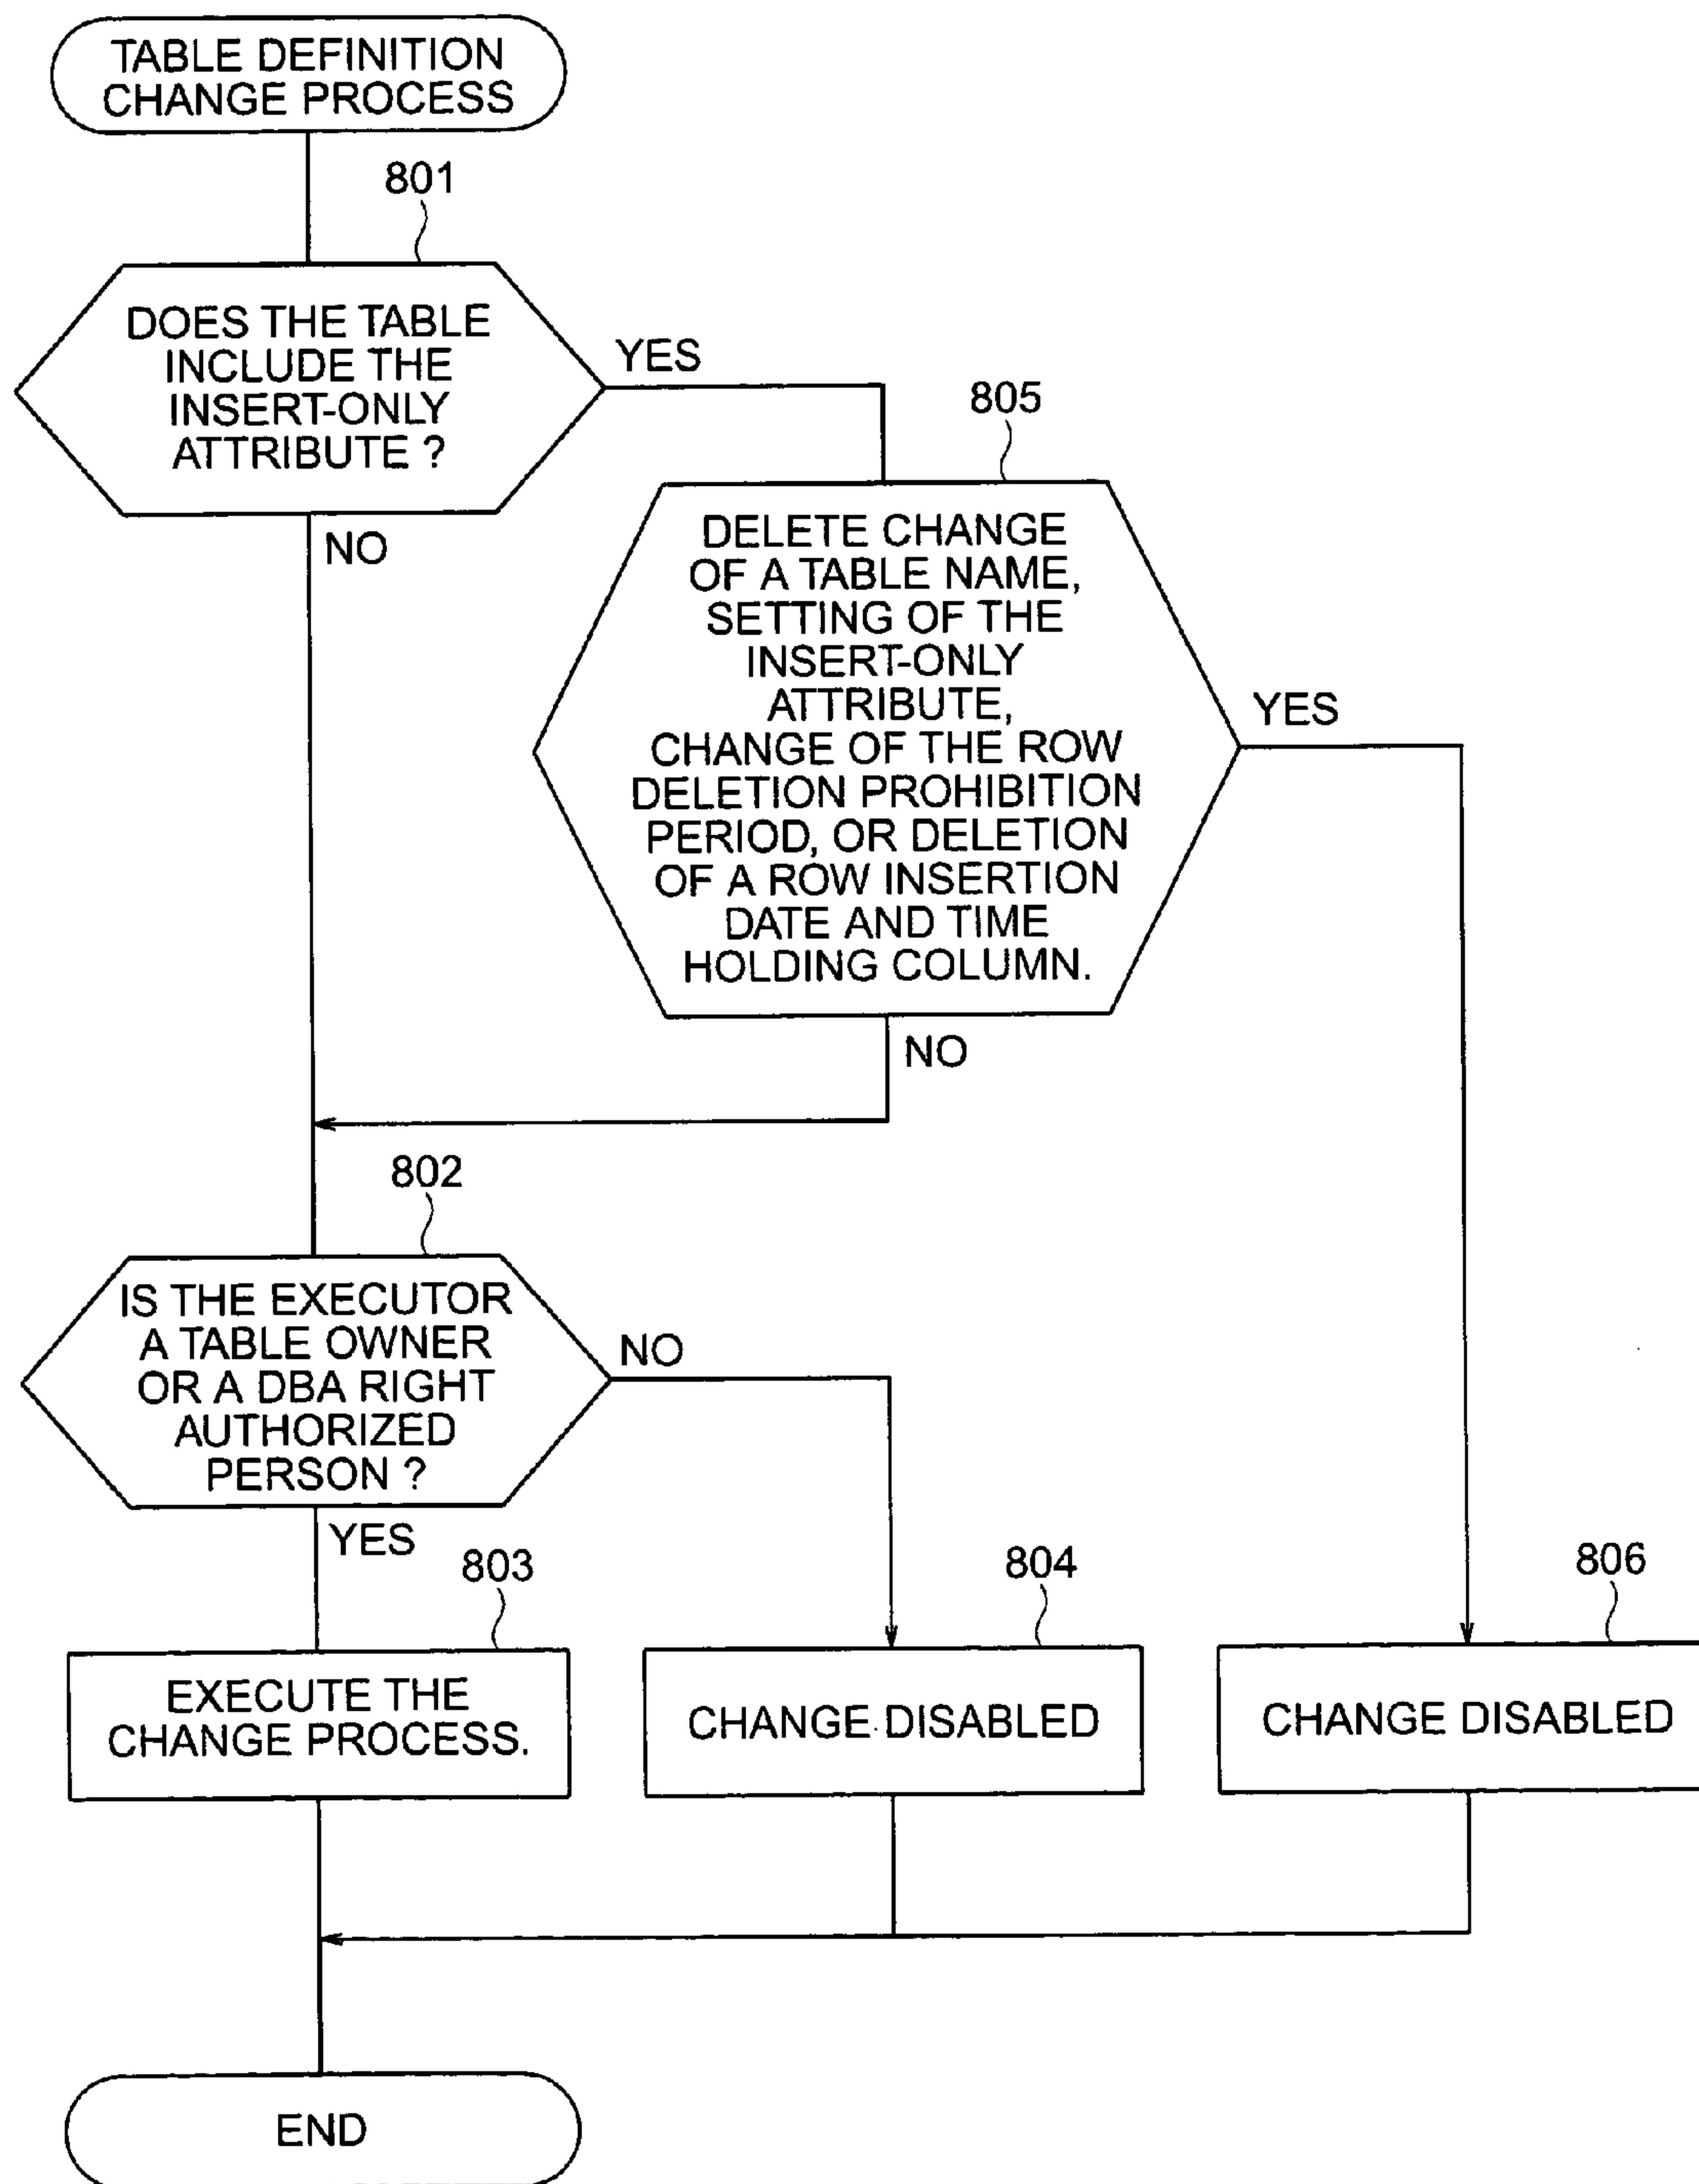 TABLE DEFINITION
CHANGE PROCESS
801
DOES THE TABLE
INCLUDE THE
INSERT-ONLY
ATTRIBUTE ?
YES
NO
805
DELETE CHANGE
OF A TABLE NAME,
SETTING OF THE
INSERT-ONLY
ATTRIBUTE,
CHANGE OF THE ROW
DELETION PROHIBITION
PERIOD, OR DELETION
OF A ROW INSERTION
DATE AND TIME
HOLDING COLUMN.
YES
NO
802
IS THE EXECUTOR
A TABLE OWNER
OR A DBA RIGHT
AUTHORIZED
PERSON ?
NO
YES
803
EXECUTE THE
CHANGE PROCESS.
804
CHANGE DISABLED
806
CHANGE DISABLED
END